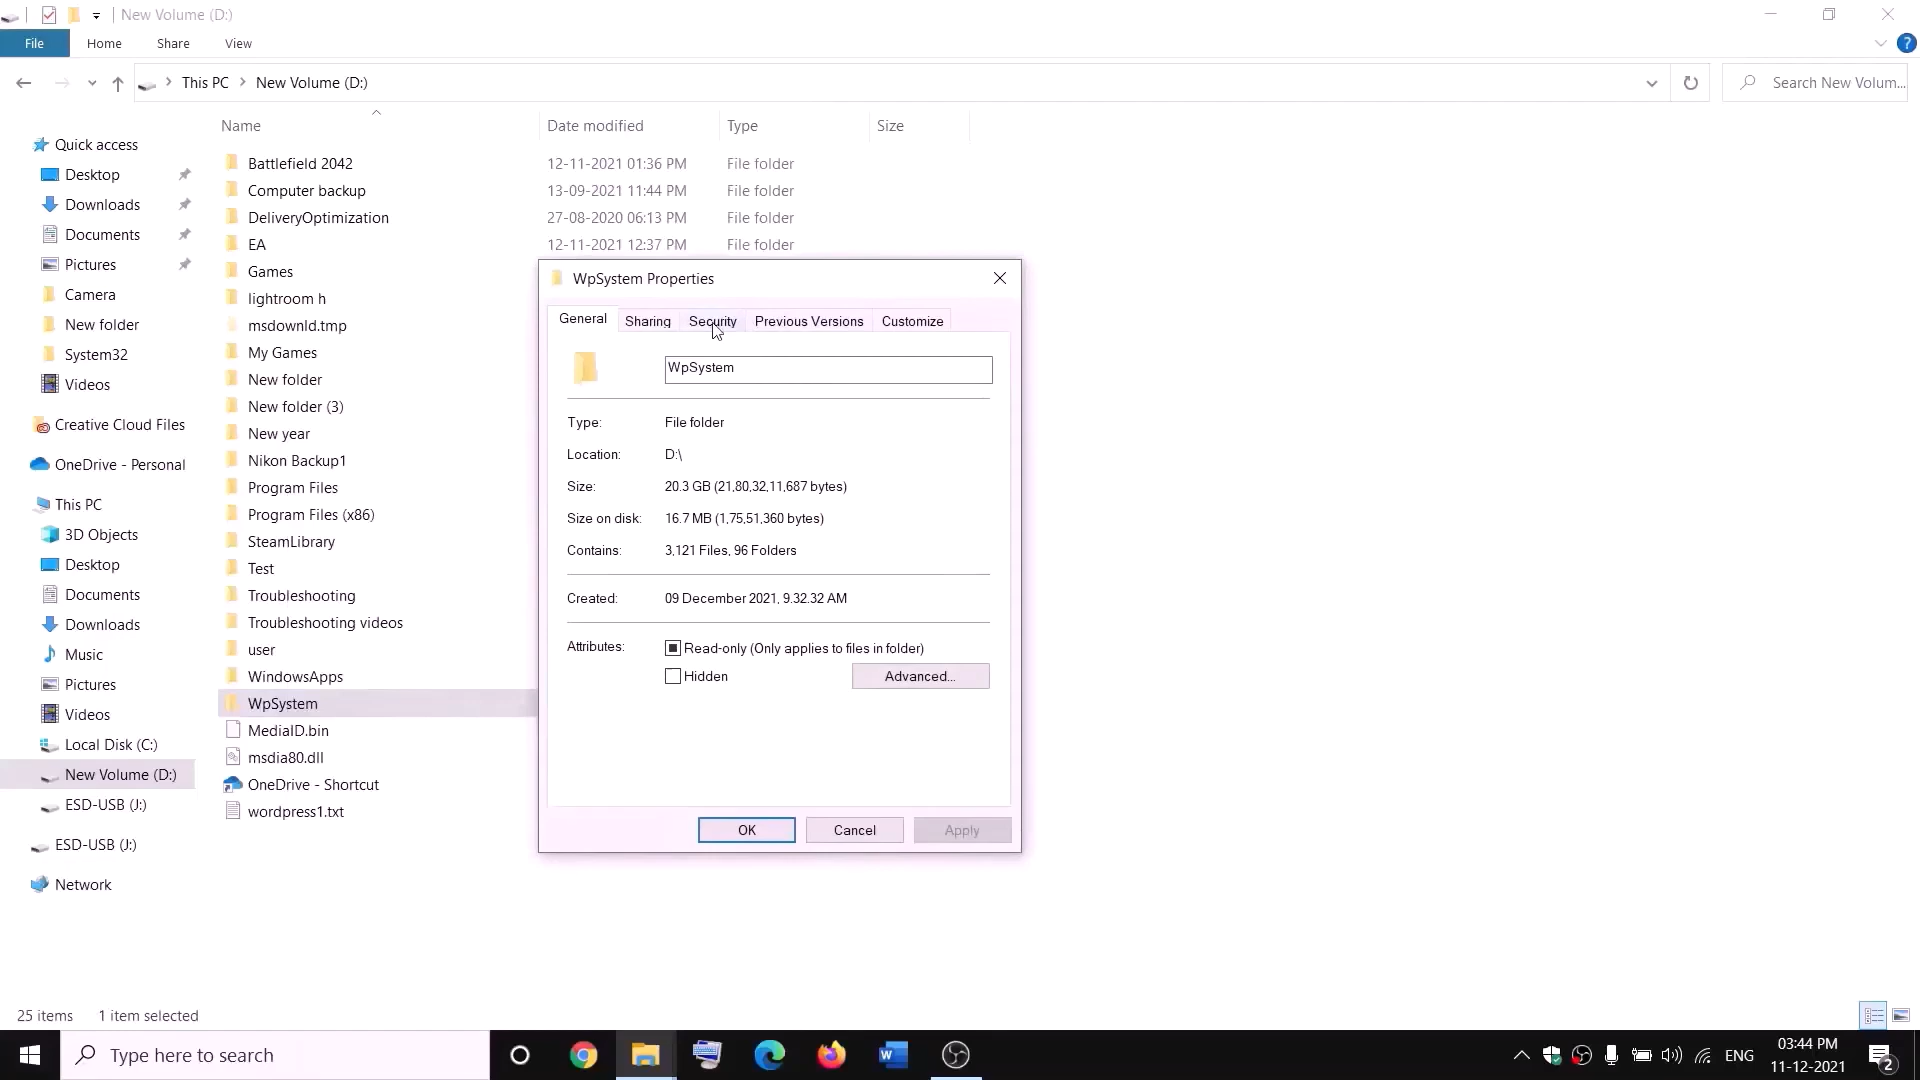 New Volume (D:)
File Home Share View
This PC New Volume (D:) Search New Volum...
Name Date modified Type Size
Quick access
Desktop
Downloads
Documents
Pictures
Camera
New folder
System32
Videos
Creative Cloud Files
OneDrive - Personal
This PC
3D Objects
Desktop
Documents
Downloads
Music
Pictures
Videos
Local Disk (C:)
New Volume (D:)
ESD-USB (J:)
ESD-USB (J:)
Network
Battlefield 2042 12-11-2021 01:36 PM File folder
Computer backup 13-09-2021 11:44 PM File folder
DeliveryOptimization 27-08-2020 06:13 PM File folder
EA 12-11-2021 12:37 PM File folder
Games
lightroom h
msdownld.tmp
My Games
New folder
New folder (3)
New year
Nikon Backup1
Program Files
Program Files (x86)
SteamLibrary
Test
Troubleshooting
Troubleshooting videos
user
WindowsApps
WpSystem
MediaID.bin
msdia80.dll
OneDrive - Shortcut
wordpress1.txt
WpSystem Properties
General Sharing Security Previous Versions Customize
WpSystem
Type: File folder
Location: D:\
Size: 20.3 GB (21,80,32,11,687 bytes)
Size on disk: 16.7 MB (1,75,51,360 bytes)
Contains: 3,121 Files, 96 Folders
Created: 09 December 2021, 9.32.32 AM
Attributes: Read-only (Only applies to files in folder)
Hidden Advanced...
OK Cancel Apply
25 items 1 item selected
Type here to search
ENG
03:44 PM
11-12-2021
2